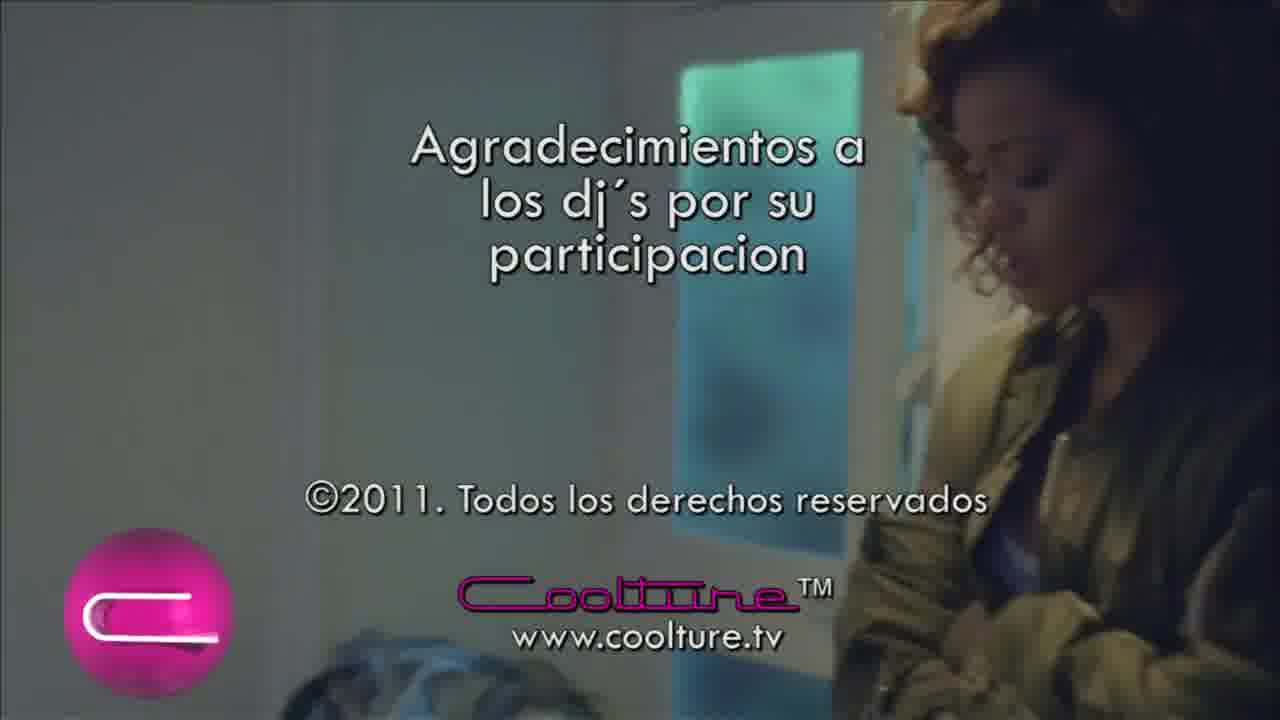 Agradecimientos a
los dj´s por su
participacion
©2011. Todos los derechos reservados
Coolture™
www.coolture.tv